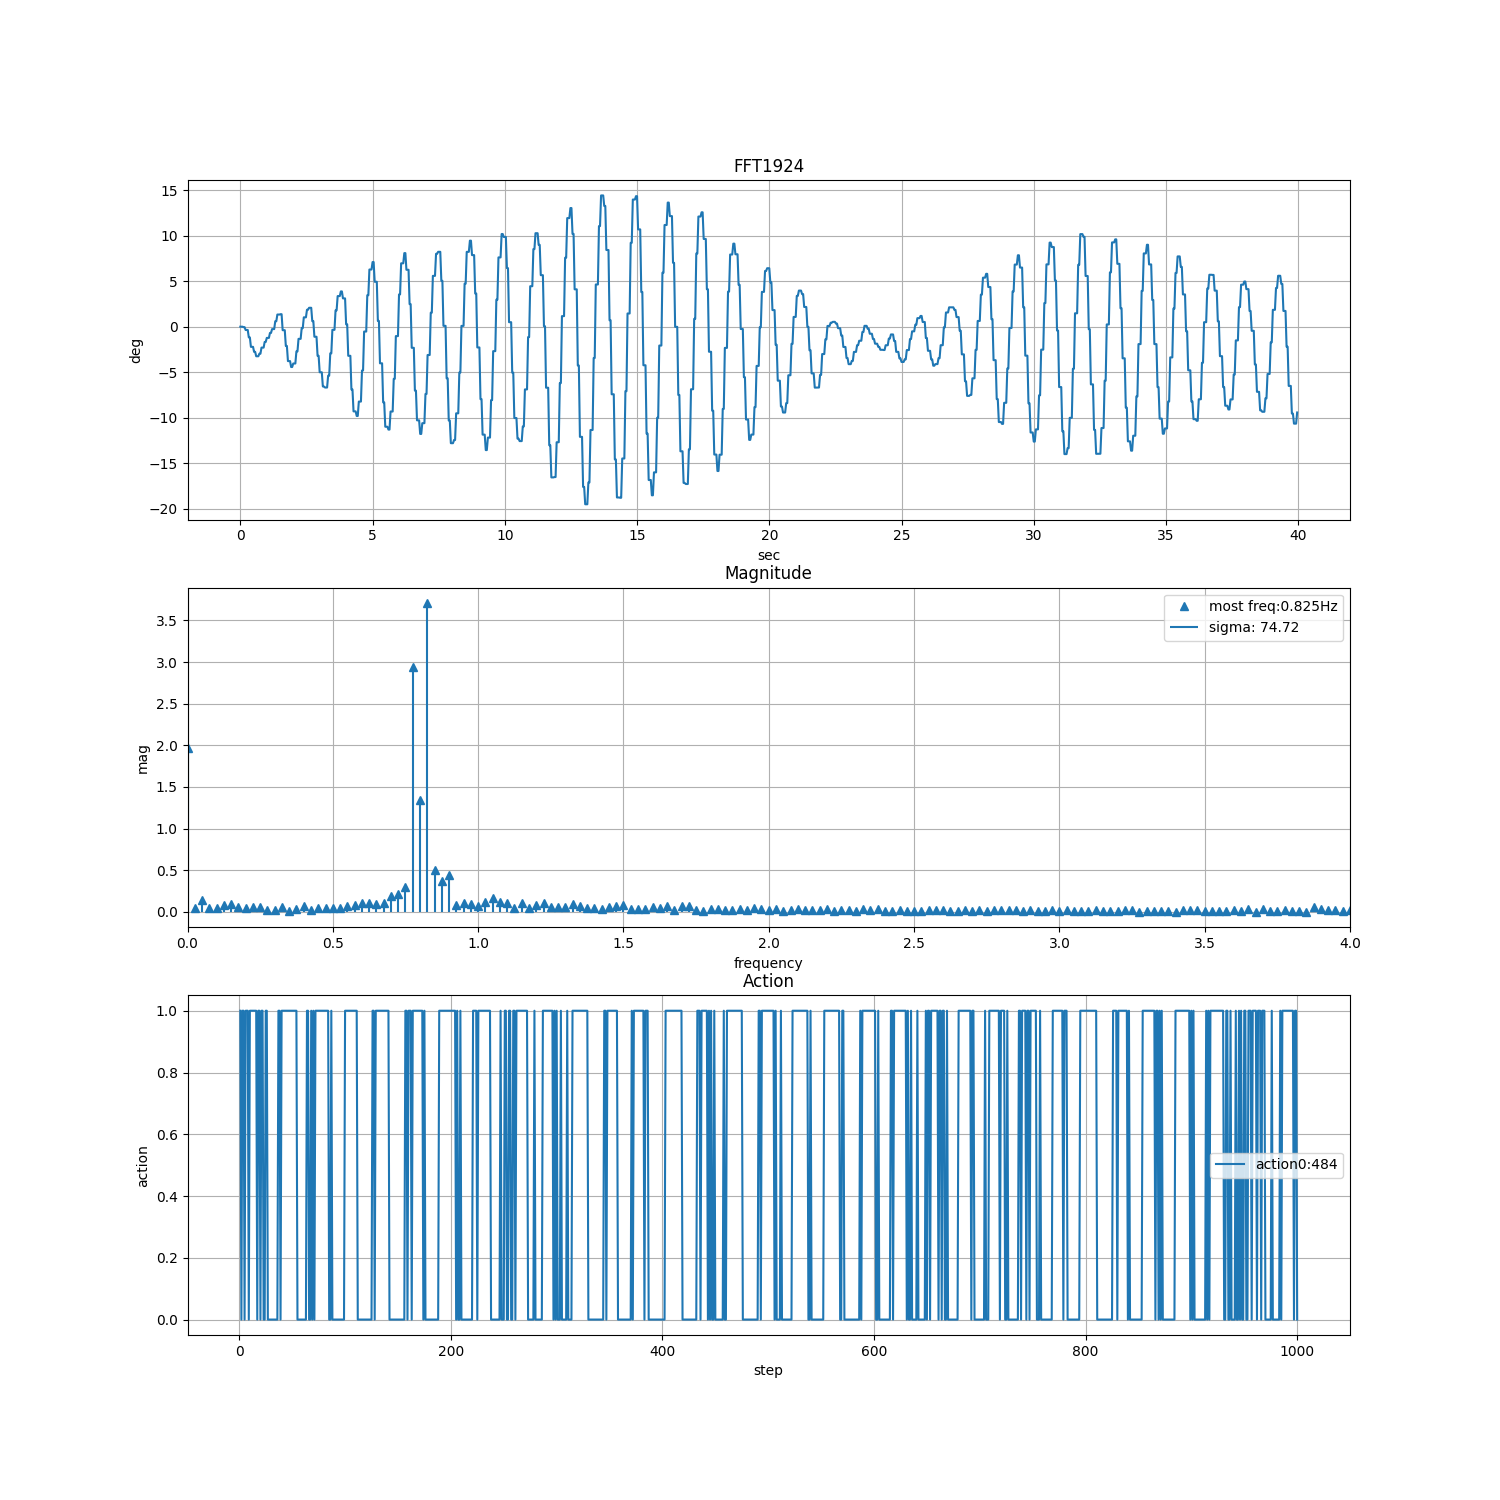 FFT1924
15
10
5
0
−5
−10
−15
−20
deg
0 5 10 15 20 25 30 35 40
sec
Magnitude
most freq:0.825Hz
sigma: 74.72
3.5
3.0
2.5
2.0
1.5
1.0
0.5
0.0
mag
0.0 0.5 1.0 1.5 2.0 2.5 3.0 3.5 4.0
frequency
Action
1.0
0.8
0.6
0.4
0.2
0.0
action
action0:484
0 200 400 600 800 1000
step